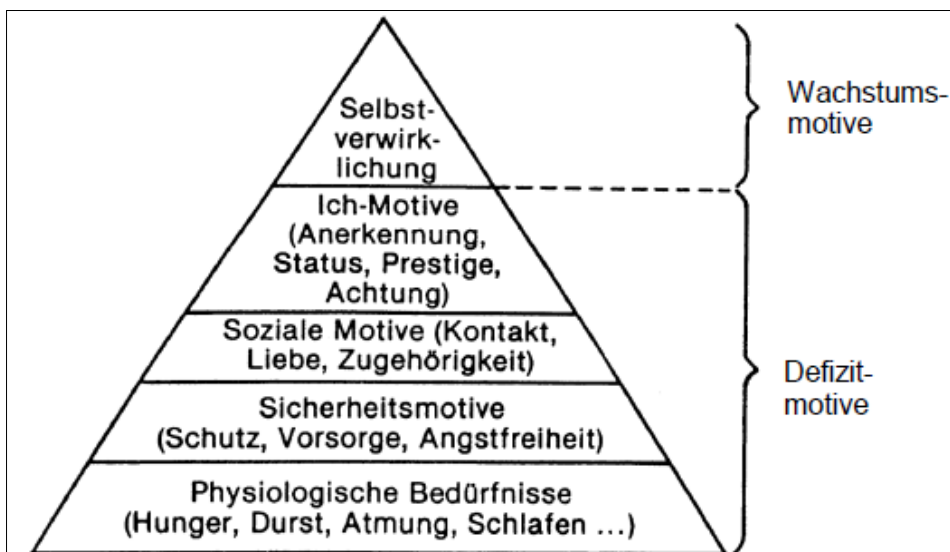 Selbst-
verwirk-
lichung
Wachstums-
motive
Ich-Motive
(Anerkennung,
Status, Prestige,
Achtung)
Soziale Motive (Kontakt,
Liebe, Zugehörigkeit)
Defizit-
motive
Sicherheitsmotive
(Schutz, Vorsorge, Angstfreiheit)
Physiologische Bedürfnisse
(Hunger, Durst, Atmung, Schlafen ...)